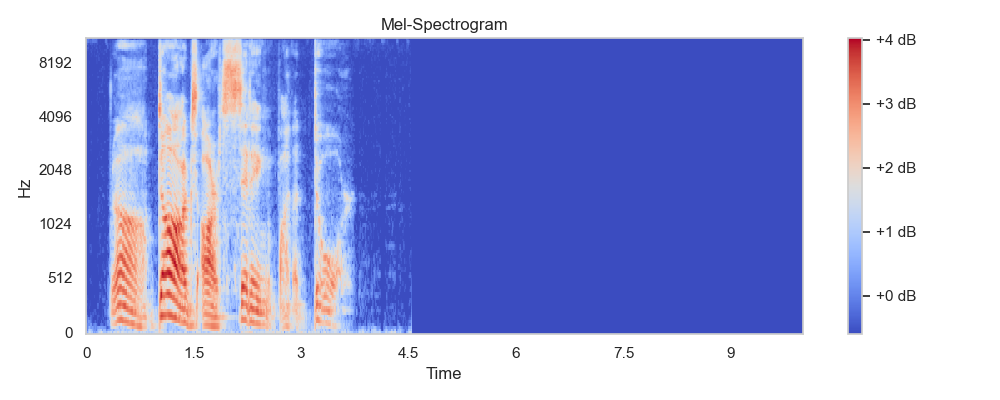 Mel-Spectrogram
8192
4096
2048
1024
512
0
Hz
0 1.5 3 4.5 6 7.5 9
Time
+4 dB
+3 dB
+2 dB
+1 dB
+0 dB